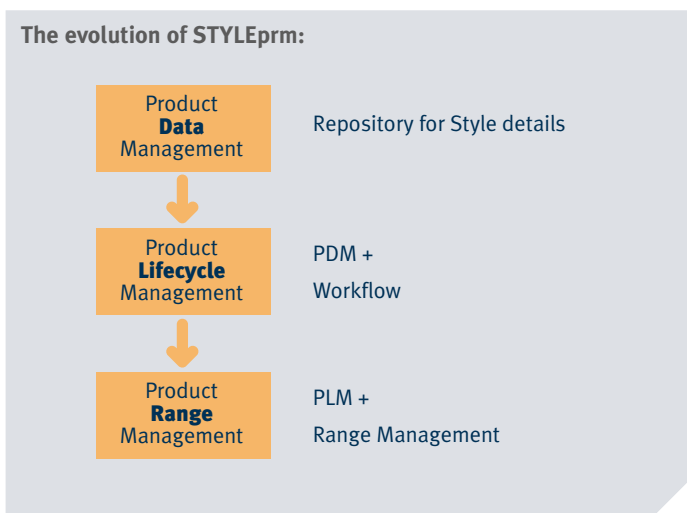 The evolution of STYLEprm:
Product
Data
Management
Repository for Style details
Product
Lifecycle
Management
PDM +
Workflow
Product
Range
Management
PLM +
Range Management